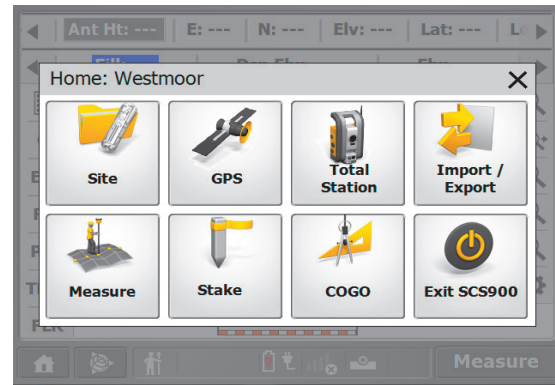 Ant Ht: --- E: --- N: --- Elv: --- Lat: ---
Home: Westmoor
Site GPS Total Station Import / Export
Measure Stake COGO Exit SCS900
Measure